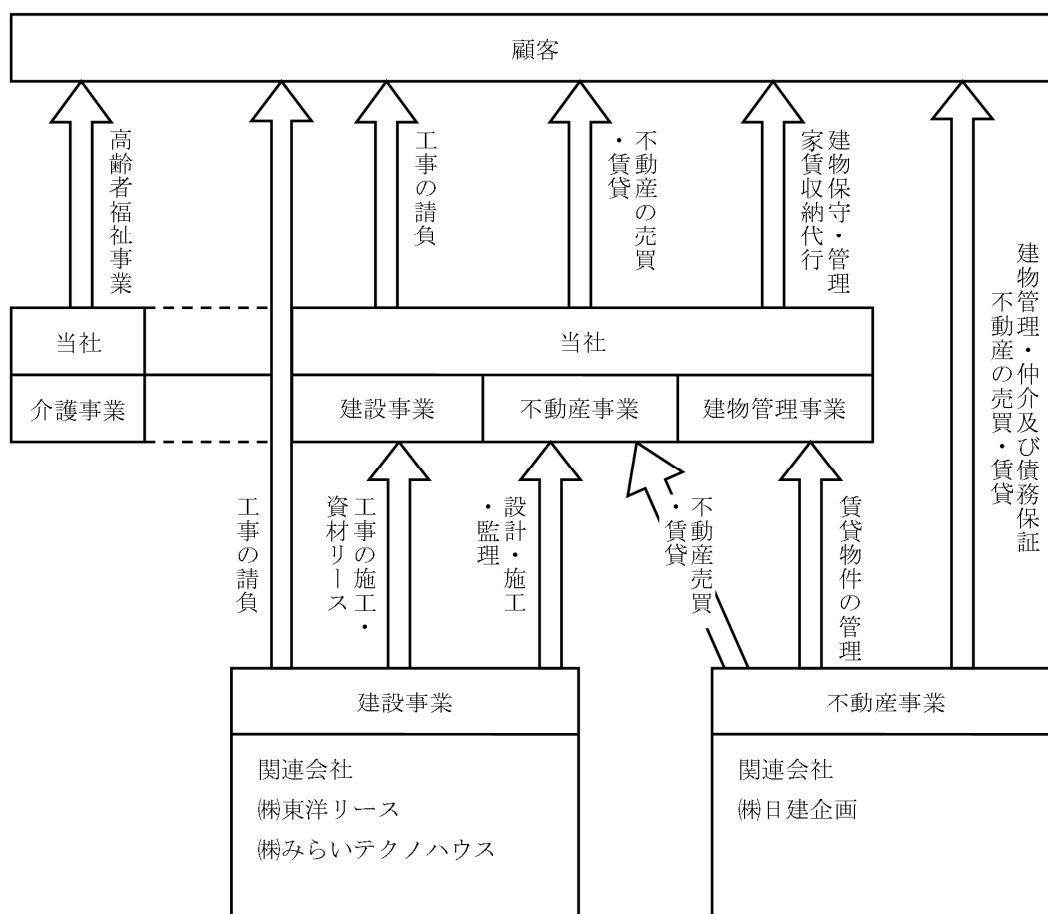 顧客
高齢者福祉事業
工事の請負
不動産の売買
・賃貸
建物保守・管理
家賃収納代行
建物管理・仲介及び債務保証
不動産の売買・賃貸
当社
当社
介護事業
建設事業
不動産事業
建物管理事業
工事の請負
工事の施工・
資材リース
設計・施工
・監理
不動産売買
・賃貸
賃貸物件の管理
建設事業
関連会社
㈱東洋リース
㈱みらいテクノハウス
不動産事業
関連会社
㈱日建企画